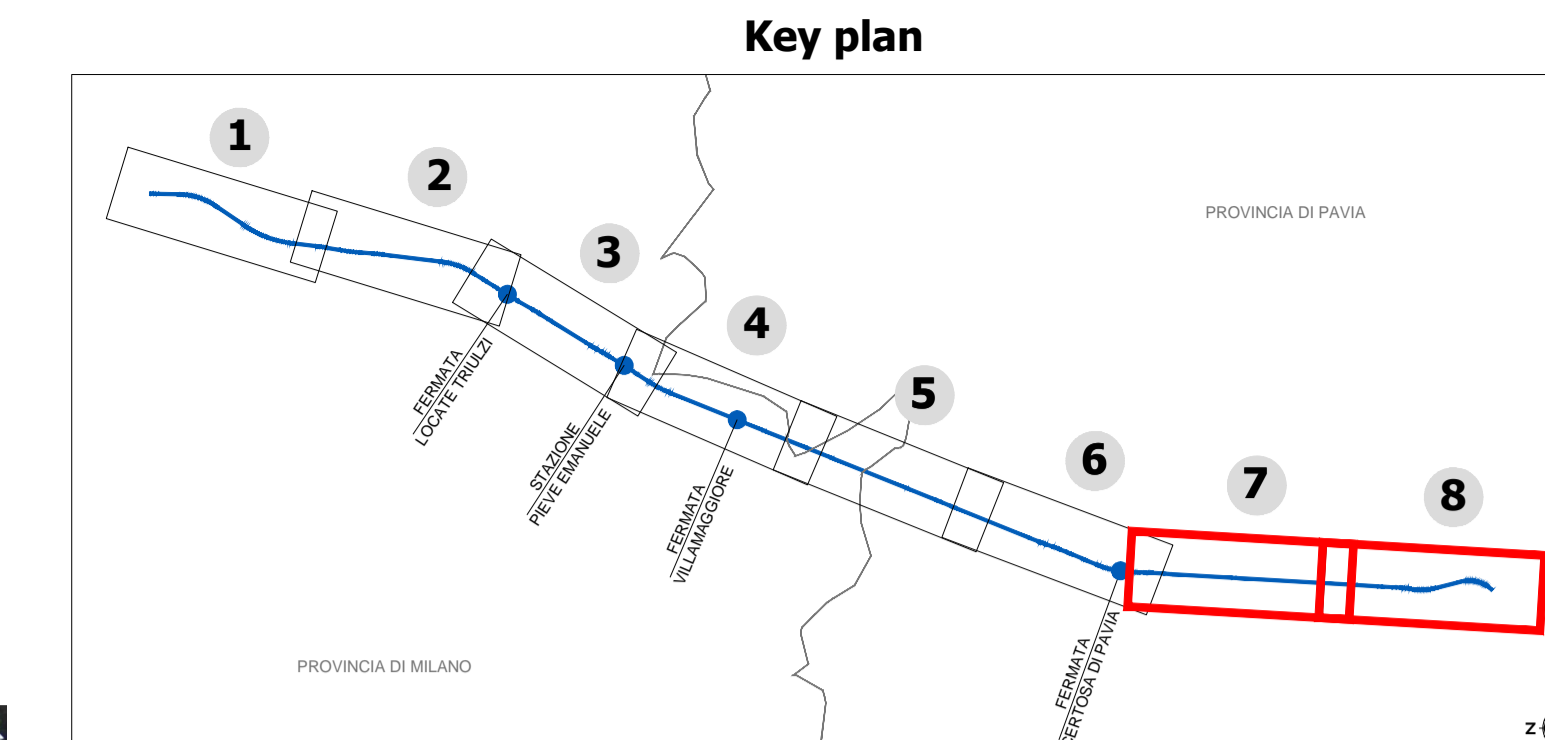 Key plan
1
2
3
4
5
6
7
8
PROVINCIA DI PAVIA
FERMATA
LOCATE TRIULZI
STAZIONE
PIEVE EMANUELE
FERMATA
VILLAMAGGIORE
FERMATA
CERTOSA DI PAVIA
PROVINCIA DI MILANO
Z